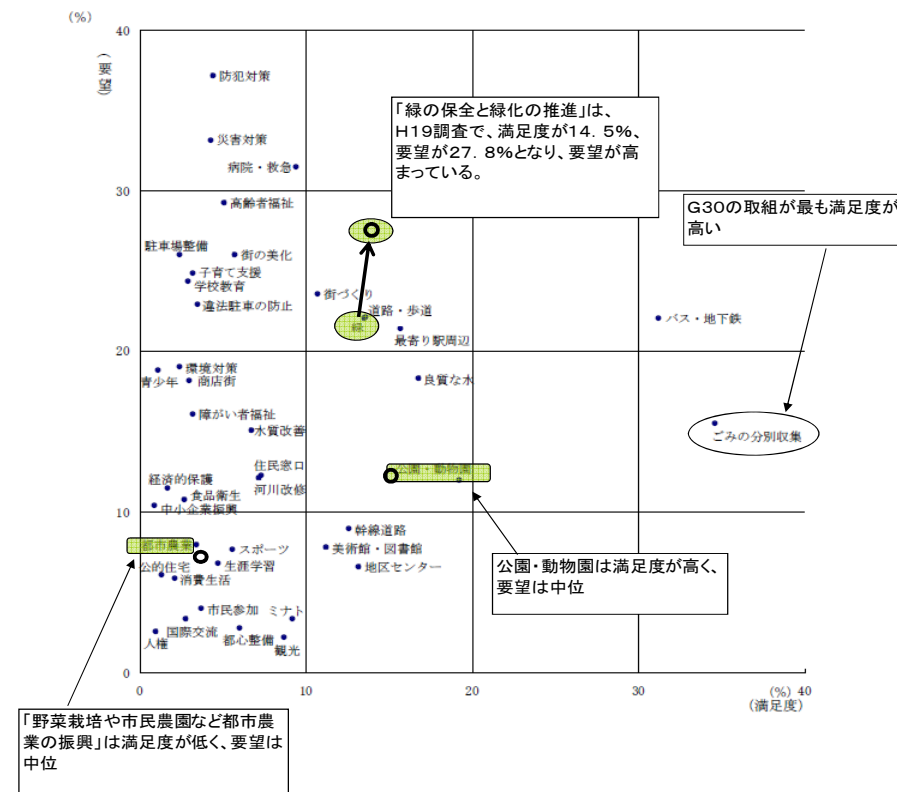 (%)
40
(要望)
防犯対策
「緑の保全と緑化の推進」は、
H19調査で、満足度が14.5%、
要望が27.8%となり、要望が高
まっている。
災害対策
病院・救急
30
高齢者福祉
G30の取組が最も満足度が
高い
駐車場整備
街の美化
子育て支援
学校教育
街づくり
違法駐車の防止
道路・歩道
緑
バス・地下鉄
最寄り駅周辺
20
環境対策
青少年
商店街
良質な水
障がい者福祉
水質改善
ごみの分別収集
住民窓口
公園・動物園
経済的保護
河川改修
食品衛生
中小企業振興
10
幹線道路
都市農業
スポーツ
美術館・図書館
生涯学習
地区センター
公園・動物園は満足度が高く、
要望は中位
公的住宅
消費生活
市民参加
ミナト
国際交流
人権
都心整備
観光
0
0
10
20
30
(%)
40
(満足度)
「野菜栽培や市民農園など都市農
業の振興」は満足度が低く、要望は
中位